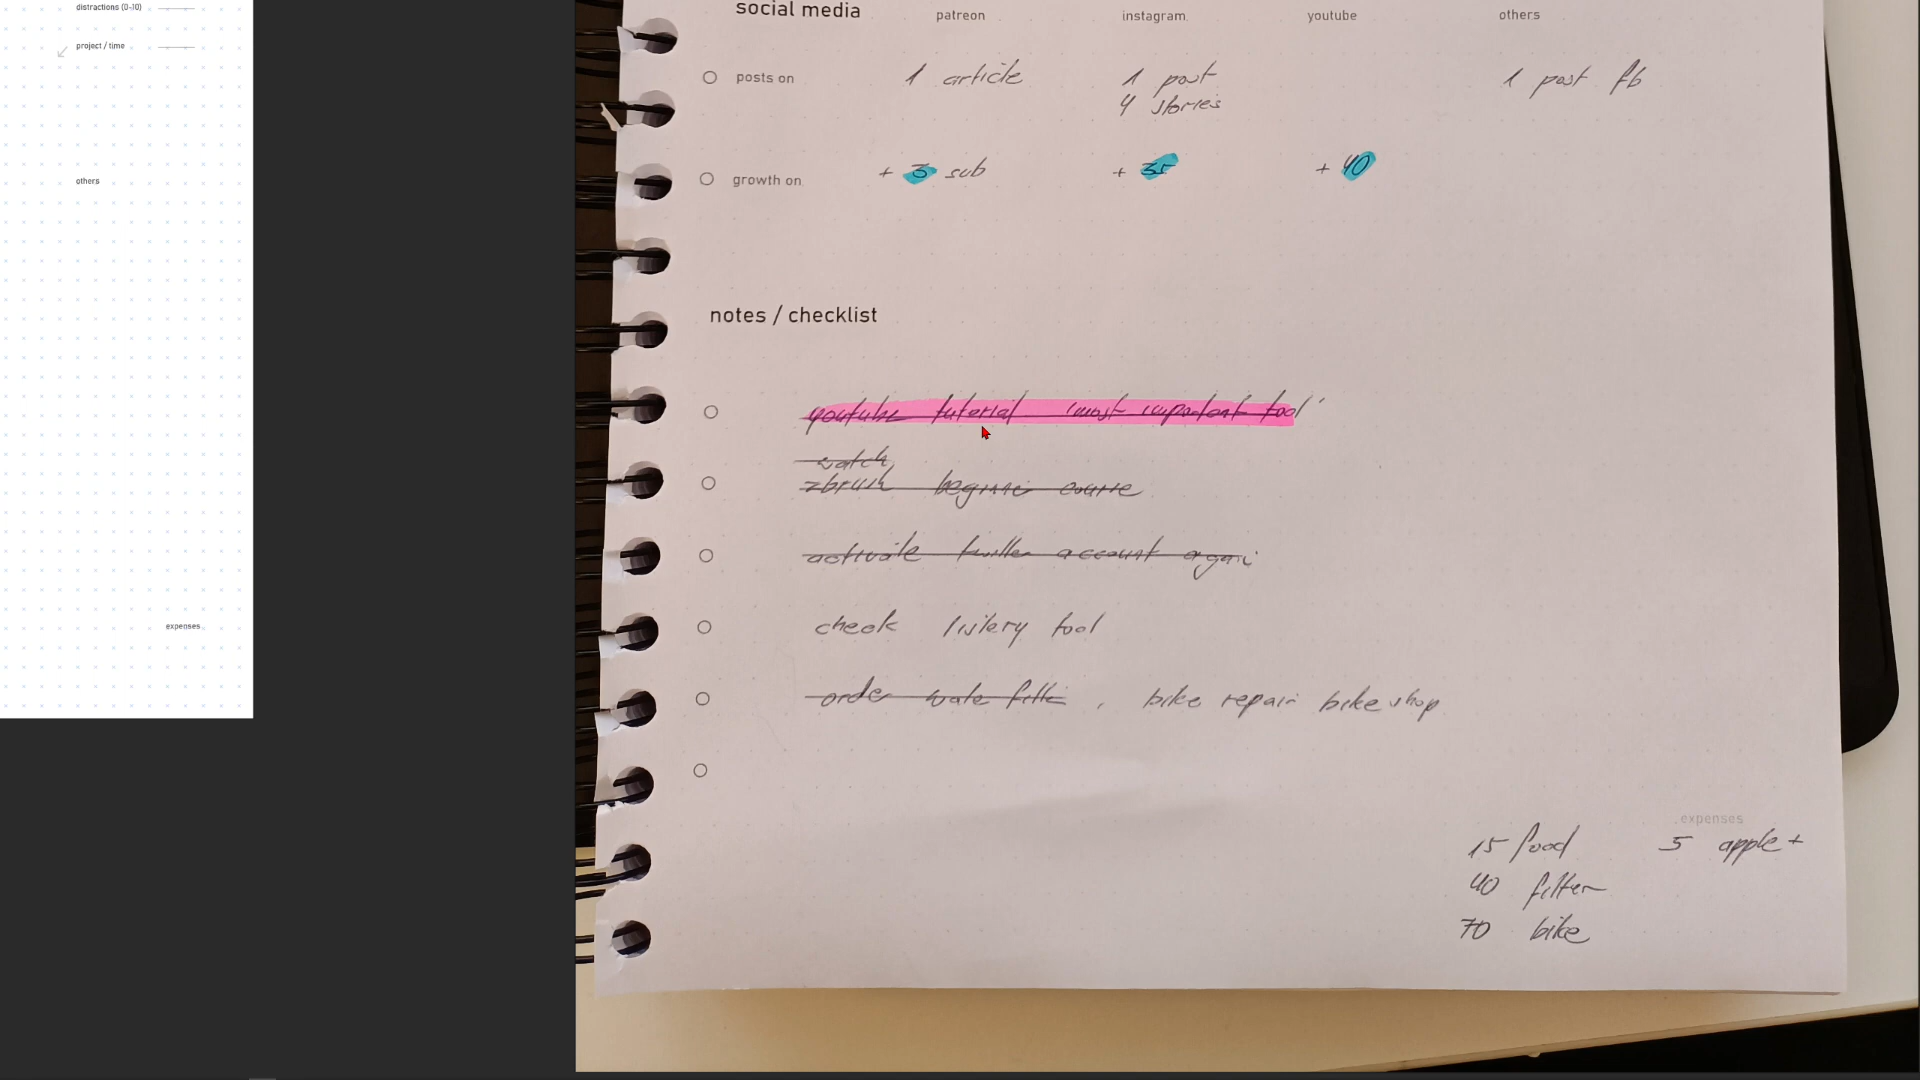 distractions (0-10)
project / time
others
expenses
social media
patreon
instagram
youtube
others
posts on
1 article
1 post
4 stories
1 post fb
growth on
+ 3 sub
+ 35
+ 40
notes / checklist
youtube tutorial 'most important tool'
watch
zbrush beginner course
activate twitter account again
check tool
order water filter, bike repair bike shop
expenses
15 food
5 apple+
40 filter
70 bike